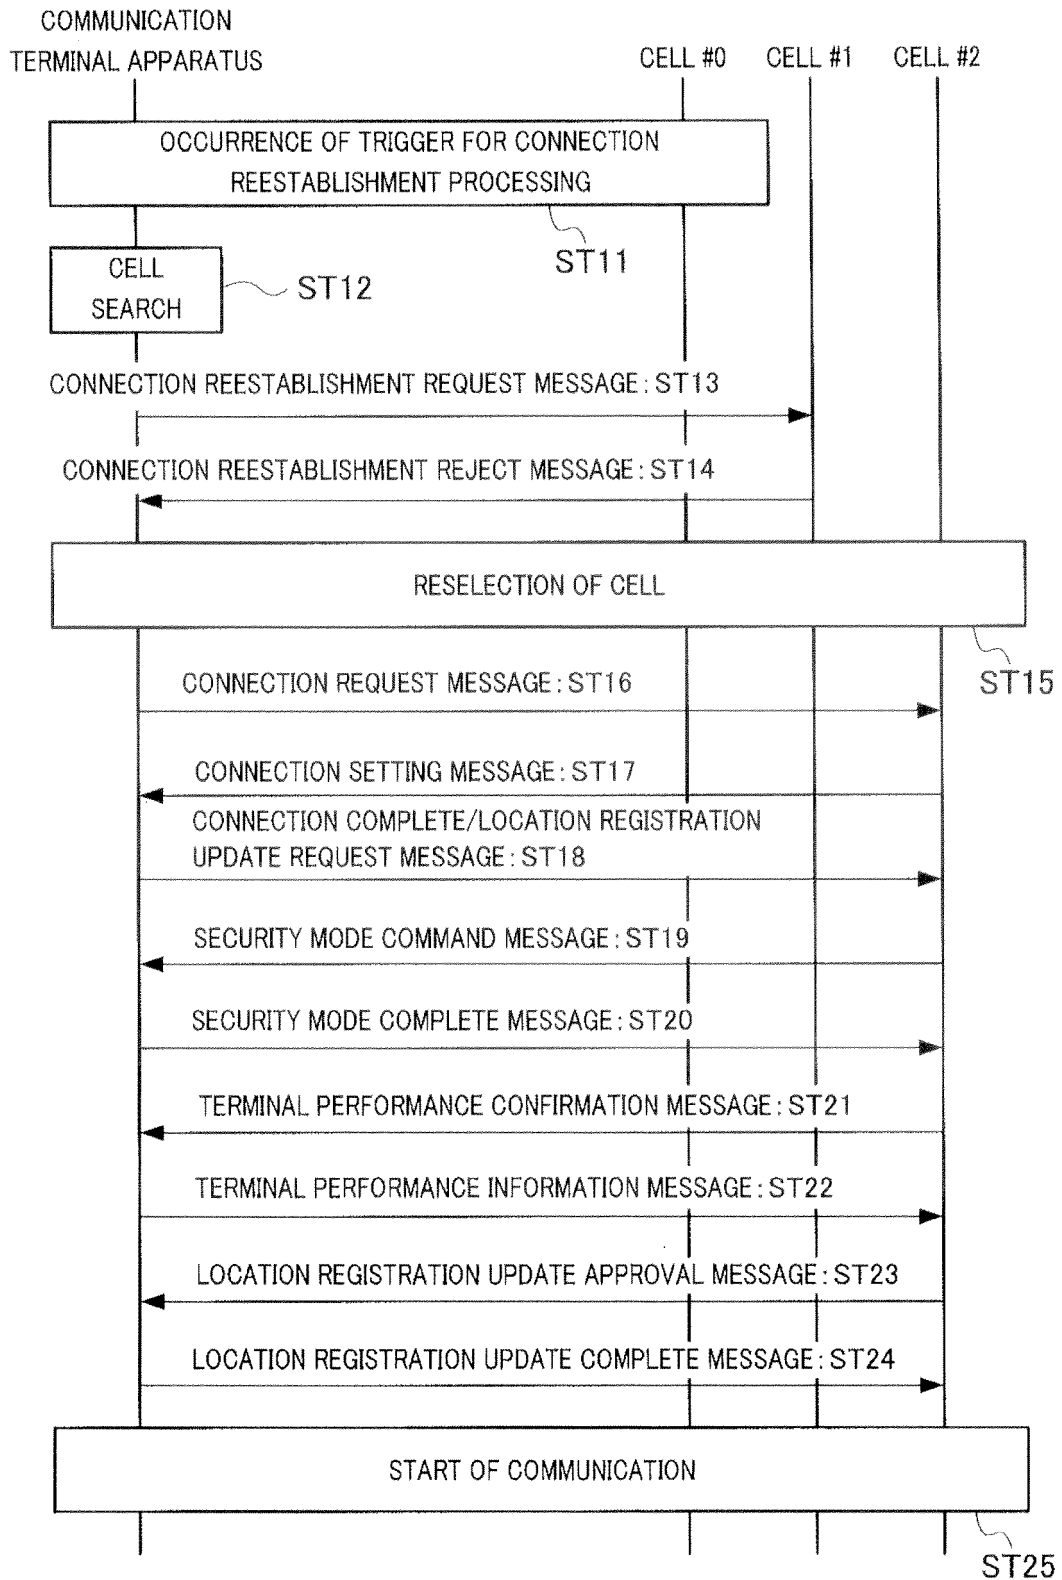 COMMUNICATION
TERMINAL APPARATUS
CELL #0
CELL #1
CELL #2
OCCURRENCE OF TRIGGER FOR CONNECTION
REESTABLISHMENT PROCESSING
ST11
CELL
SEARCH
ST12
CONNECTION REESTABLISHMENT REQUEST MESSAGE: ST13
CONNECTION REESTABLISHMENT REJECT MESSAGE: ST14
RESELECTION OF CELL
ST15
CONNECTION REQUEST MESSAGE: ST16
CONNECTION SETTING MESSAGE: ST17
CONNECTION COMPLETE/LOCATION REGISTRATION
UPDATE REQUEST MESSAGE: ST18
SECURITY MODE COMMAND MESSAGE: ST19
SECURITY MODE COMPLETE MESSAGE: ST20
TERMINAL PERFORMANCE CONFIRMATION MESSAGE: ST21
TERMINAL PERFORMANCE INFORMATION MESSAGE: ST22
LOCATION REGISTRATION UPDATE APPROVAL MESSAGE: ST23
LOCATION REGISTRATION UPDATE COMPLETE MESSAGE: ST24
START OF COMMUNICATION
ST25